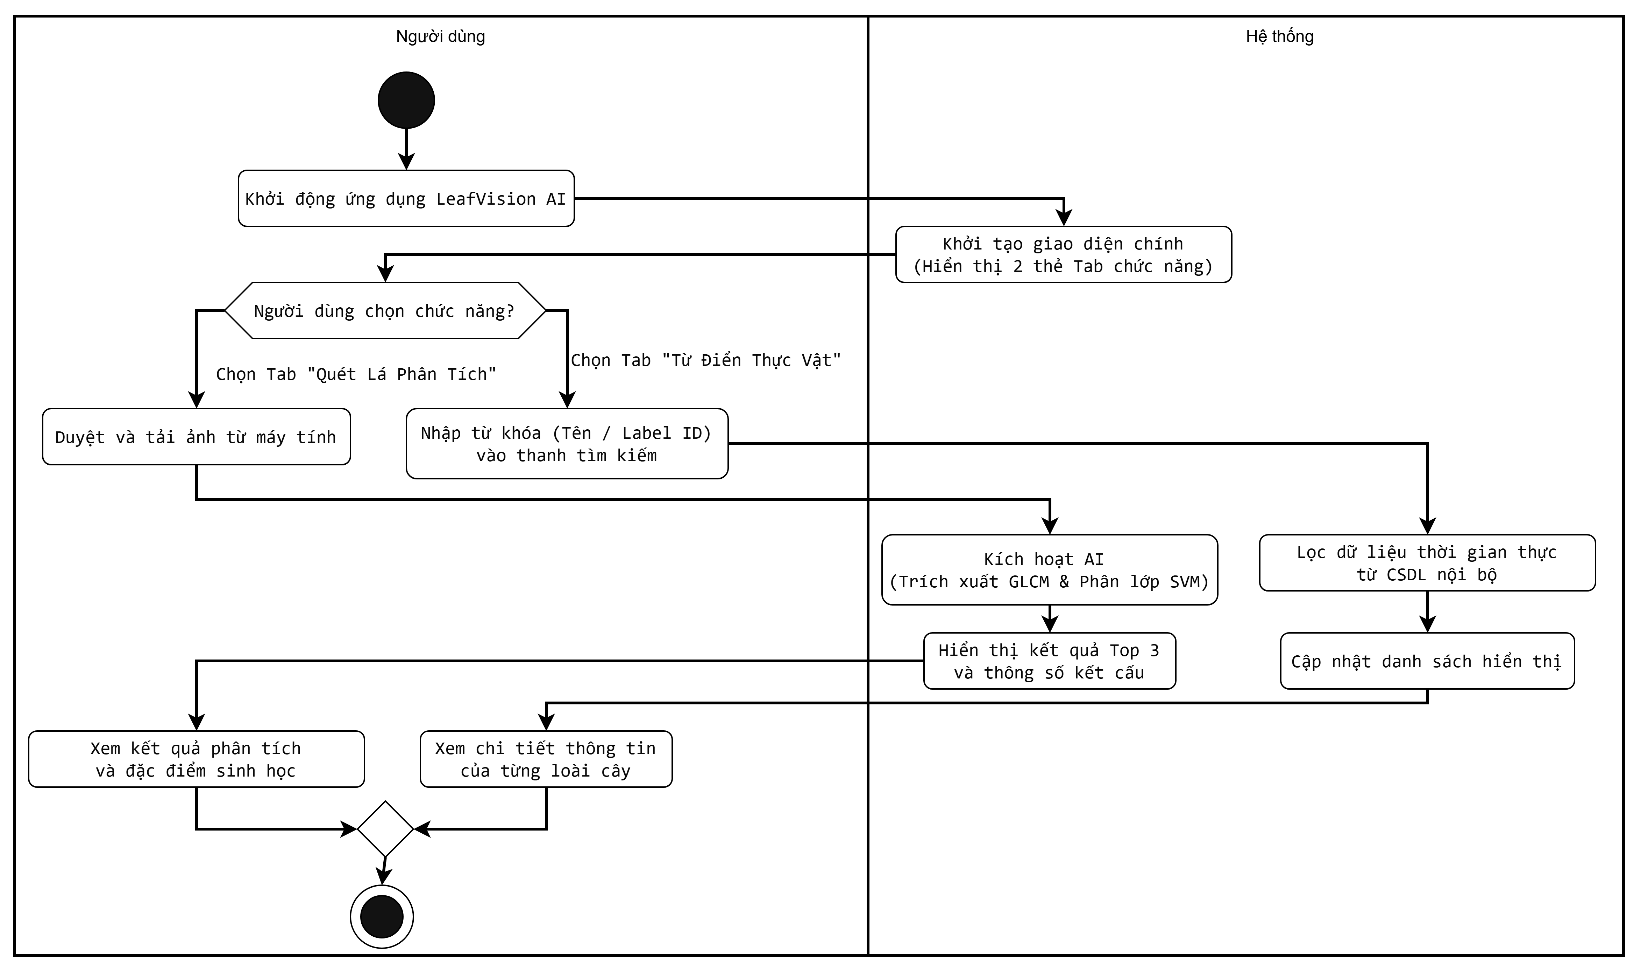 Người dùng
Hệ thống
Khởi động ứng dụng LeafVision AI
Khởi tạo giao diện chính
(Hiển thị 2 thẻ Tab chức năng)
Người dùng chọn chức năng?
Chọn Tab "Từ Điển Thực Vật"
Chọn Tab "Quét Lá Phân Tích"
Duyệt và tải ảnh từ máy tính
Nhập từ khóa (Tên / Label ID)
vào thanh tìm kiếm
Kích hoạt AI
(Trích xuất GLCM & Phân lớp SVM)
Lọc dữ liệu thời gian thực
từ CSDL nội bộ
Hiển thị kết quả Top 3
và thông số kết cấu
Cập nhật danh sách hiển thị
Xem kết quả phân tích
và đặc điểm sinh học
Xem chi tiết thông tin
của từng loài cây